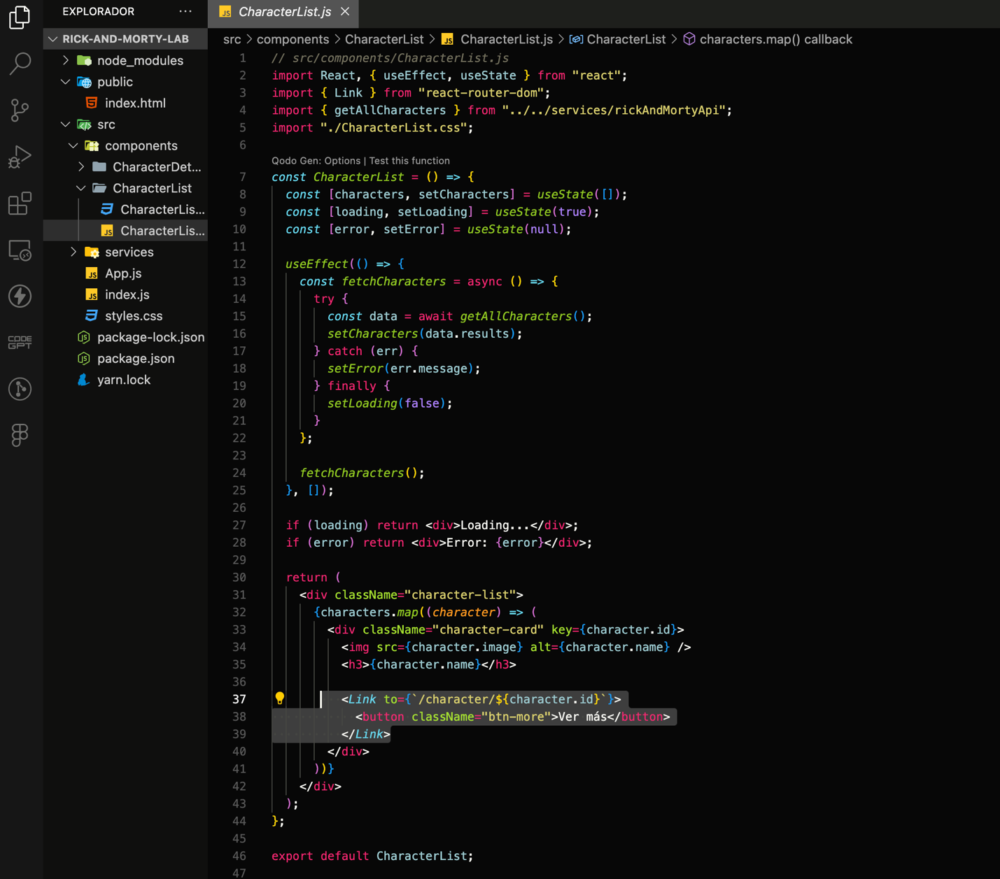 EXPLORADOR ...
RICK-AND-MORTY-LAB
node_modules
public
index.html
src
components
CharacterDet...
CharacterList
CharacterLis...
JS CharacterLis...
services
JS App.js
JS index.js
styles.css
JS package-lock.json
JS package.json
yarn.lock
CODE
GPT
JS CharacterList.js
src > components > CharacterList > JS CharacterList.js > CharacterList > characters.map() callback
1 // src/components/CharacterList.js
2 import React, { useEffect, useState } from "react";
3 import { Link } from "react-router-dom";
4 import { getAllCharacters } from "../../services/rickAndMortyApi";
5 import "./CharacterList.css";
6
Qodo Gen: Options | Test this function
7 const CharacterList = () => {
8 const [characters, setCharacters] = useState([]);
9 const [loading, setLoading] = useState(true);
10 const [error, setError] = useState(null);
11
12 useEffect(() => {
13 const fetchCharacters = async () => {
14 try {
15 const data = await getAllCharacters();
16 setCharacters(data.results);
17 } catch (err) {
18 setError(err.message);
19 } finally {
20 setLoading(false);
21 }
22 };
23
24 fetchCharacters();
25 }, []);
26
27 if (loading) return <div>Loading...</div>;
28 if (error) return <div>Error: {error}</div>;
29
30 return (
31 <div className="character-list">
32 {characters.map((character) => (
33 <div className="character-card" key={character.id}>
34 <img src={character.image} alt={character.name} />
35 <h3>{character.name}</h3>
36
37 <Link to={`/character/${character.id}`}>
38 <button className="btn-more">Ver más</button>
39 </Link>
40 </div>
41 ))}
42 </div>
43 );
44 };
45
46 export default CharacterList;
47